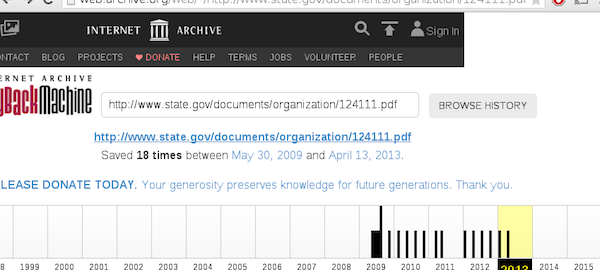 web.archive.org/web/*/http://www.state.gov/documents/organization/124111.pdf
INTERNET ARCHIVE
Sign In
ONTACT BLOG PROJECTS DONATE HELP TERMS JOBS VOLUNTEER PEOPLE
ERNET ARCHIVE
yBackMachine
http://www.state.gov/documents/organization/124111.pdf BROWSE HISTORY
http://www.state.gov/documents/organization/124111.pdf
Saved 18 times between May 30, 2009 and April 13, 2013.
LEASE DONATE TODAY. Your generosity preserves knowledge for future generations. Thank you.
8 1999 2000 2001 2002 2003 2004 2005 2006 2007 2008 2009 2010 2011 2012 2013 2014 2015